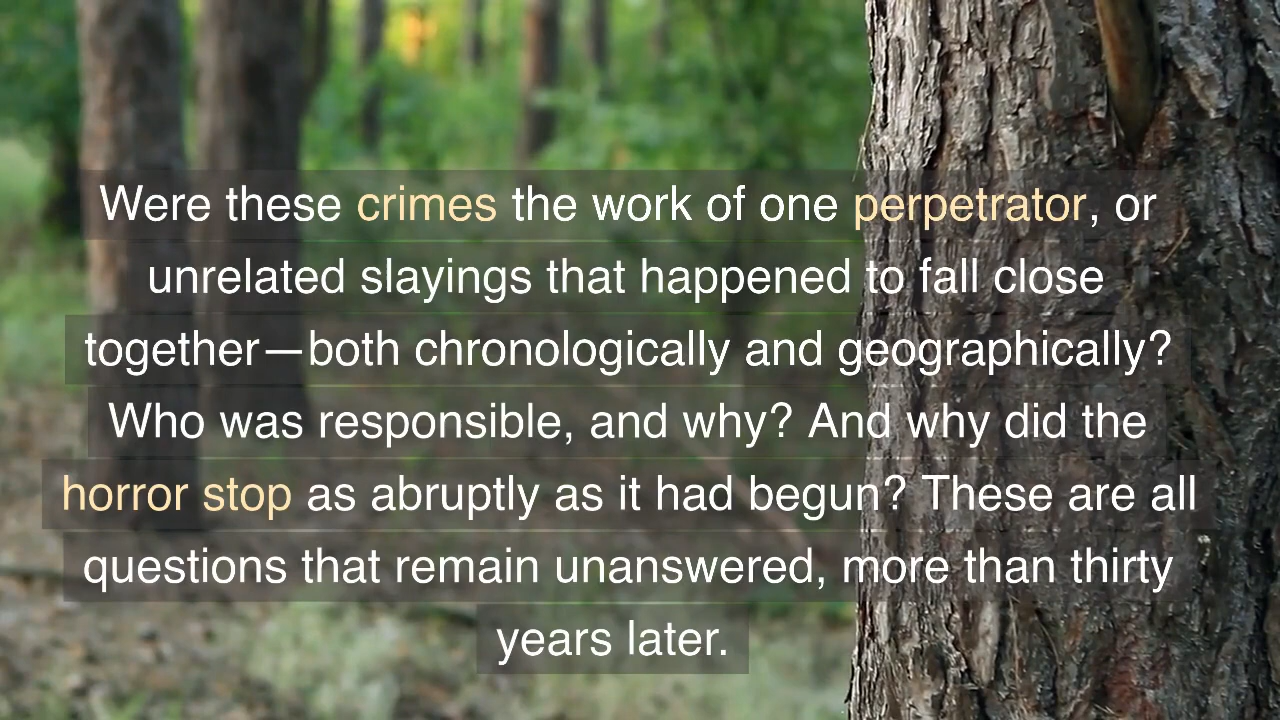 Were these crimes the work of one perpetrator, or
unrelated slayings that happened to fall close
together—both chronologically and geographically?
Who was responsible, and why? And why did the
horror stop as abruptly as it had begun? These are all
questions that remain unanswered, more than thirty
years later.